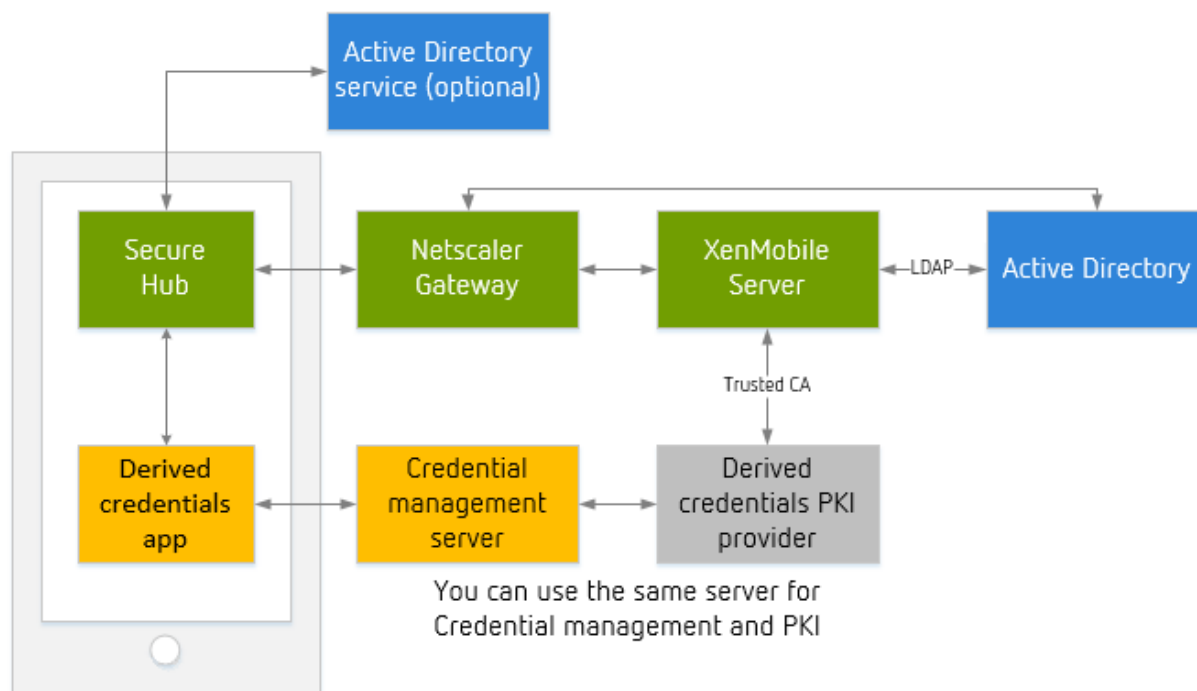 Active Directory
service (optional)
Secure
Hub
Netscaler
Gateway
XenMobile
Server
LDAP
Active Directory
Trusted CA
Derived
credentials
app
Credential
management
server
Derived
credentials PKI
provider
You can use the same server for
Credential management and PKI